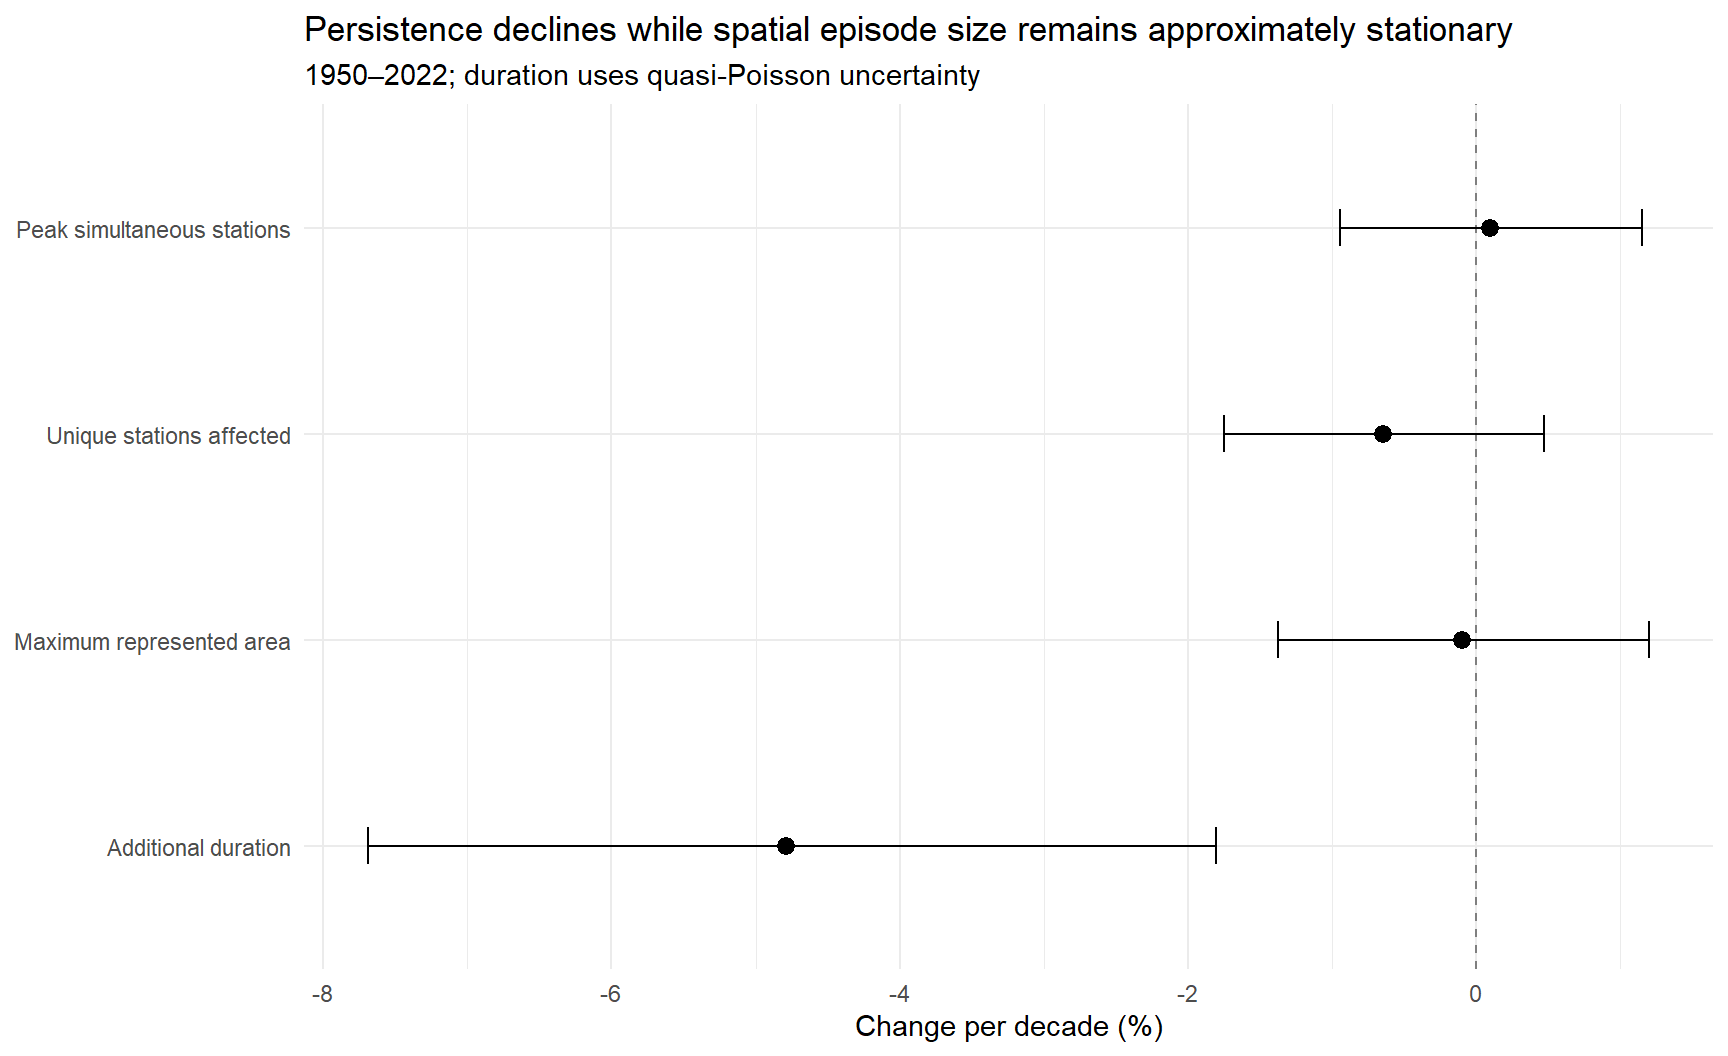 Persistence declines while spatial episode size remains approximately stationary
1950–2022; duration uses quasi-Poisson uncertainty
Peak simultaneous stations
Unique stations affected
Maximum represented area
Additional duration
-8 -6 -4 -2 0
Change per decade (%)